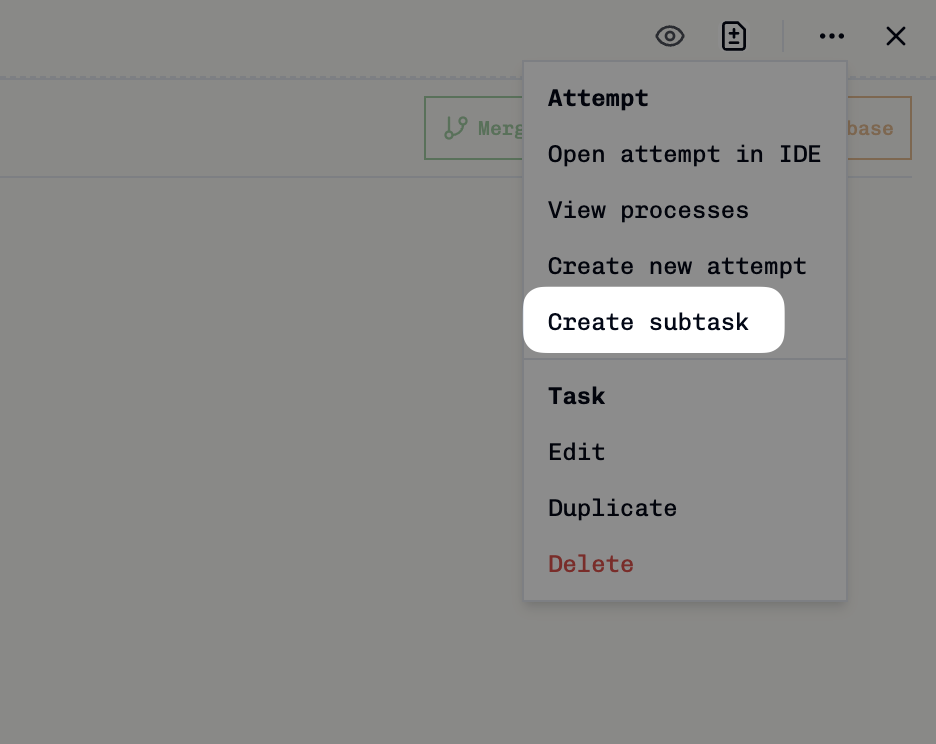 Attempt
Merg
base
Open attempt in IDE
View processes
Create new attempt
Create subtask
Task
Edit
Duplicate
Delete